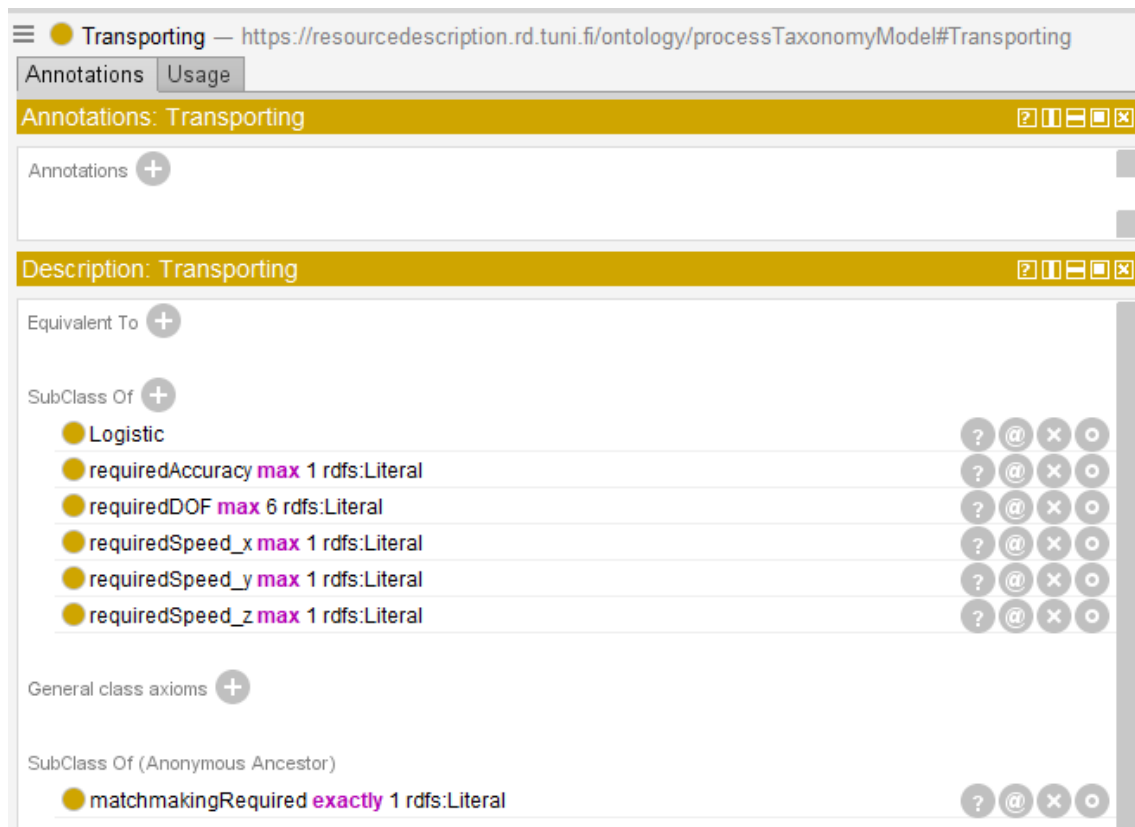 Transporting — https://resourcedescription.rd.tuni.fi/ontology/processTaxonomyModel#Transporting
Annotations Usage
Annotations: Transporting
Annotations
Description: Transporting
Equivalent To
SubClass Of
Logistic
requiredAccuracy max 1 rdfs:Literal
requiredDOF max 6 rdfs:Literal
requiredSpeed_x max 1 rdfs:Literal
requiredSpeed_y max 1 rdfs:Literal
requiredSpeed_z max 1 rdfs:Literal
General class axioms
SubClass Of (Anonymous Ancestor)
matchmakingRequired exactly 1 rdfs:Literal